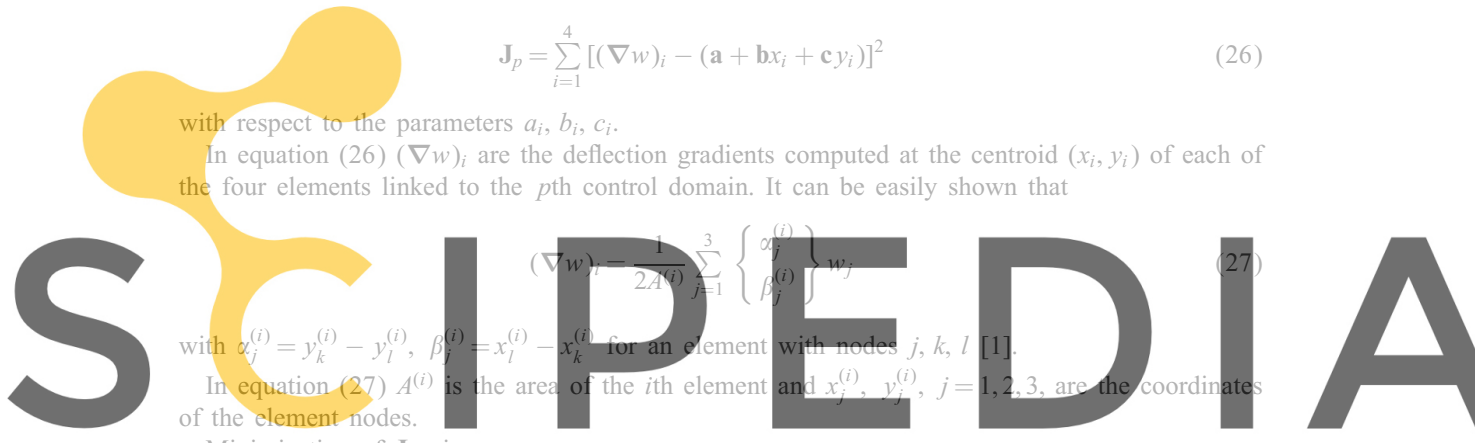 J_p = \sum_{i=1}^{4} [(∇w)_i − (a + bx_i + cy_i)]^2 (26)
with respect to the parameters a_i, b_i, c_i.
In equation (26) (∇w)_i are the deflection gradients computed at the centroid (x_i, y_i) of each of
the four elements linked to the pth control domain. It can be easily shown that
(∇w)_i = \frac{1}{2A^{(i)}} \sum_{j=1}^{3} { α_j^{(i)} β_j^{(i)} } w_j (27)
SCIPEDIA
with α_j^{(i)} = y_k^{(i)} − y_l^{(i)}, β_j^{(i)} = x_l^{(i)} − x_k^{(i)} for an element with nodes j, k, l [1].
In equation (27) A^{(i)} is the area of the ith element and x_j^{(i)}, y_j^{(i)}, j = 1, 2, 3, are the coordinates
of the element nodes.